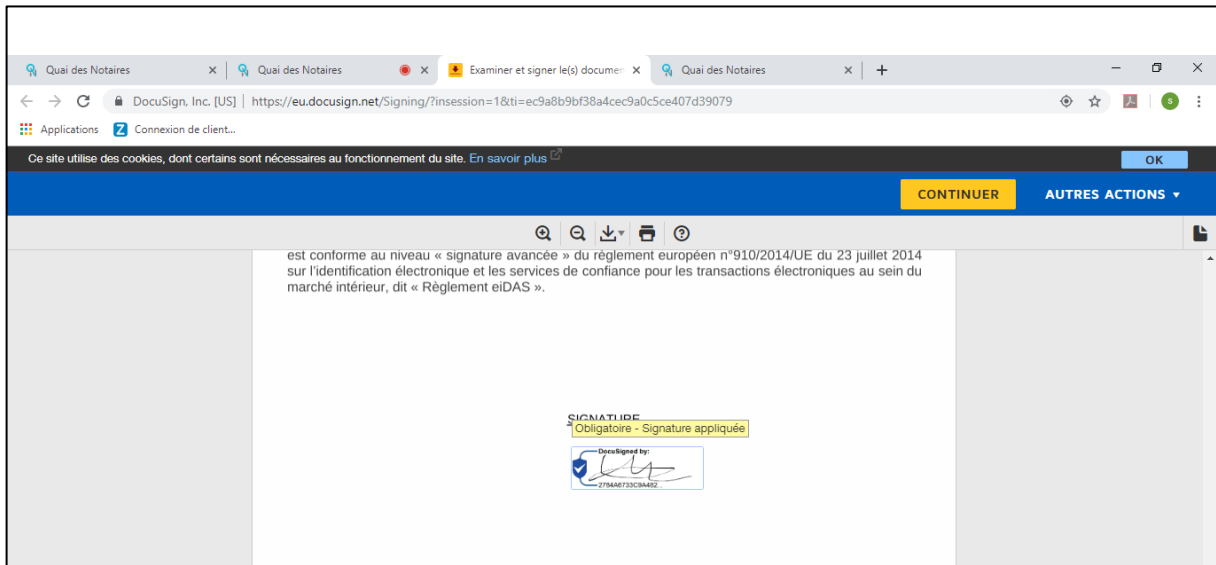 Quai des Notaires
Quai des Notaires
Examiner et signer le(s) documen
Quai des Notaires
DocuSign, Inc. [US] | https://eu.docusign.net/Signing/?insession=1&ti=ec9a8b9bf38a4cec9a0c5ce407d39079
S
Applications
Z Connexion de client...
Ce site utilise des cookies, dont certains sont nécessaires au fonctionnement du site. En savoir plus
OK
CONTINUER
AUTRES ACTIONS
est conforme au niveau « signature avancée » du règlement européen n°910/2014/UE du 23 juillet 2014
sur l'identification électronique et les services de confiance pour les transactions électroniques au sein du
marché intérieur, dit « Règlement eiDAS ».
SIGNATURE
Obligatoire - Signature appliquée
DocuSigned by:
2784A6733C9A482...